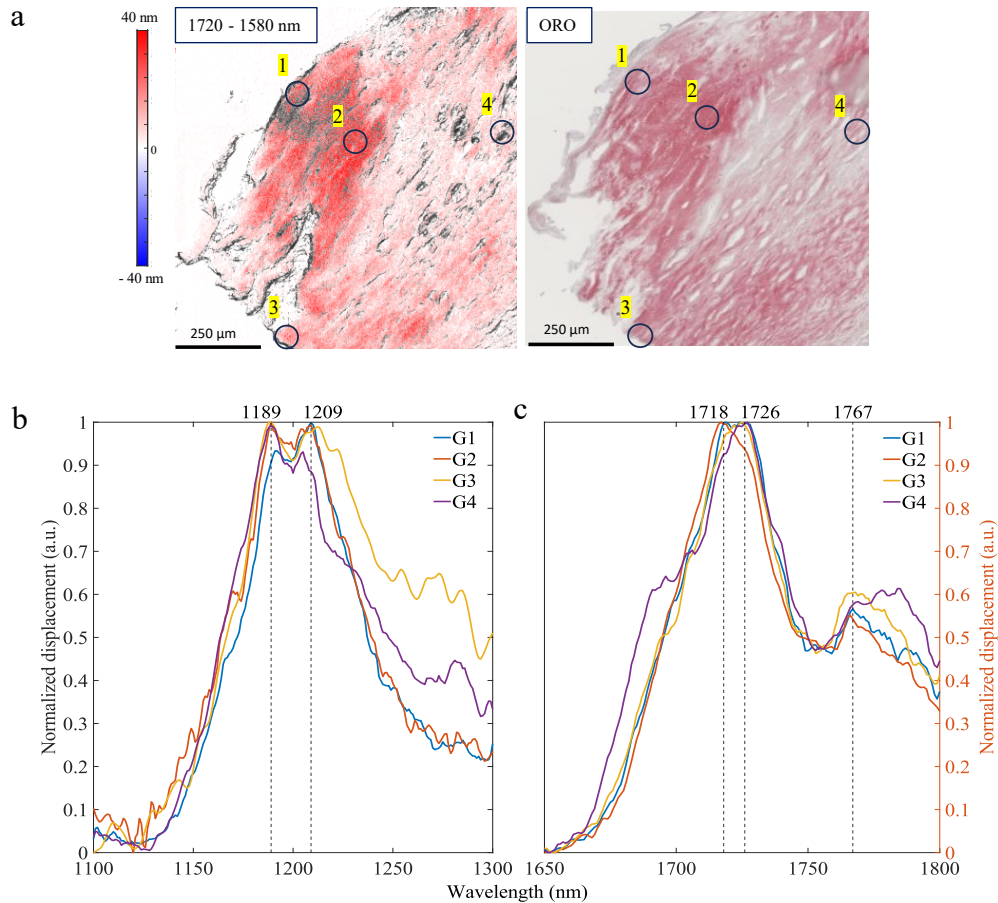 a
40 nm
0
- 40 nm
1720 - 1580 nm
1
2
3
4
250 µm
ORO
1
2
3
4
250 µm
b
1189
1209
G1
G2
G3
G4
1
0.9
0.8
0.7
0.6
0.5
0.4
0.3
0.2
0.1
0
Normalized displacement (a.u.)
1100
1150
1200
1250
1300
c
1718
1726
1767
G1
G2
G3
G4
1
0.9
0.8
0.7
0.6
0.5
0.4
0.3
0.2
0.1
0
Normalized displacement (a.u.)
1650
1700
1750
1800
Wavelength (nm)